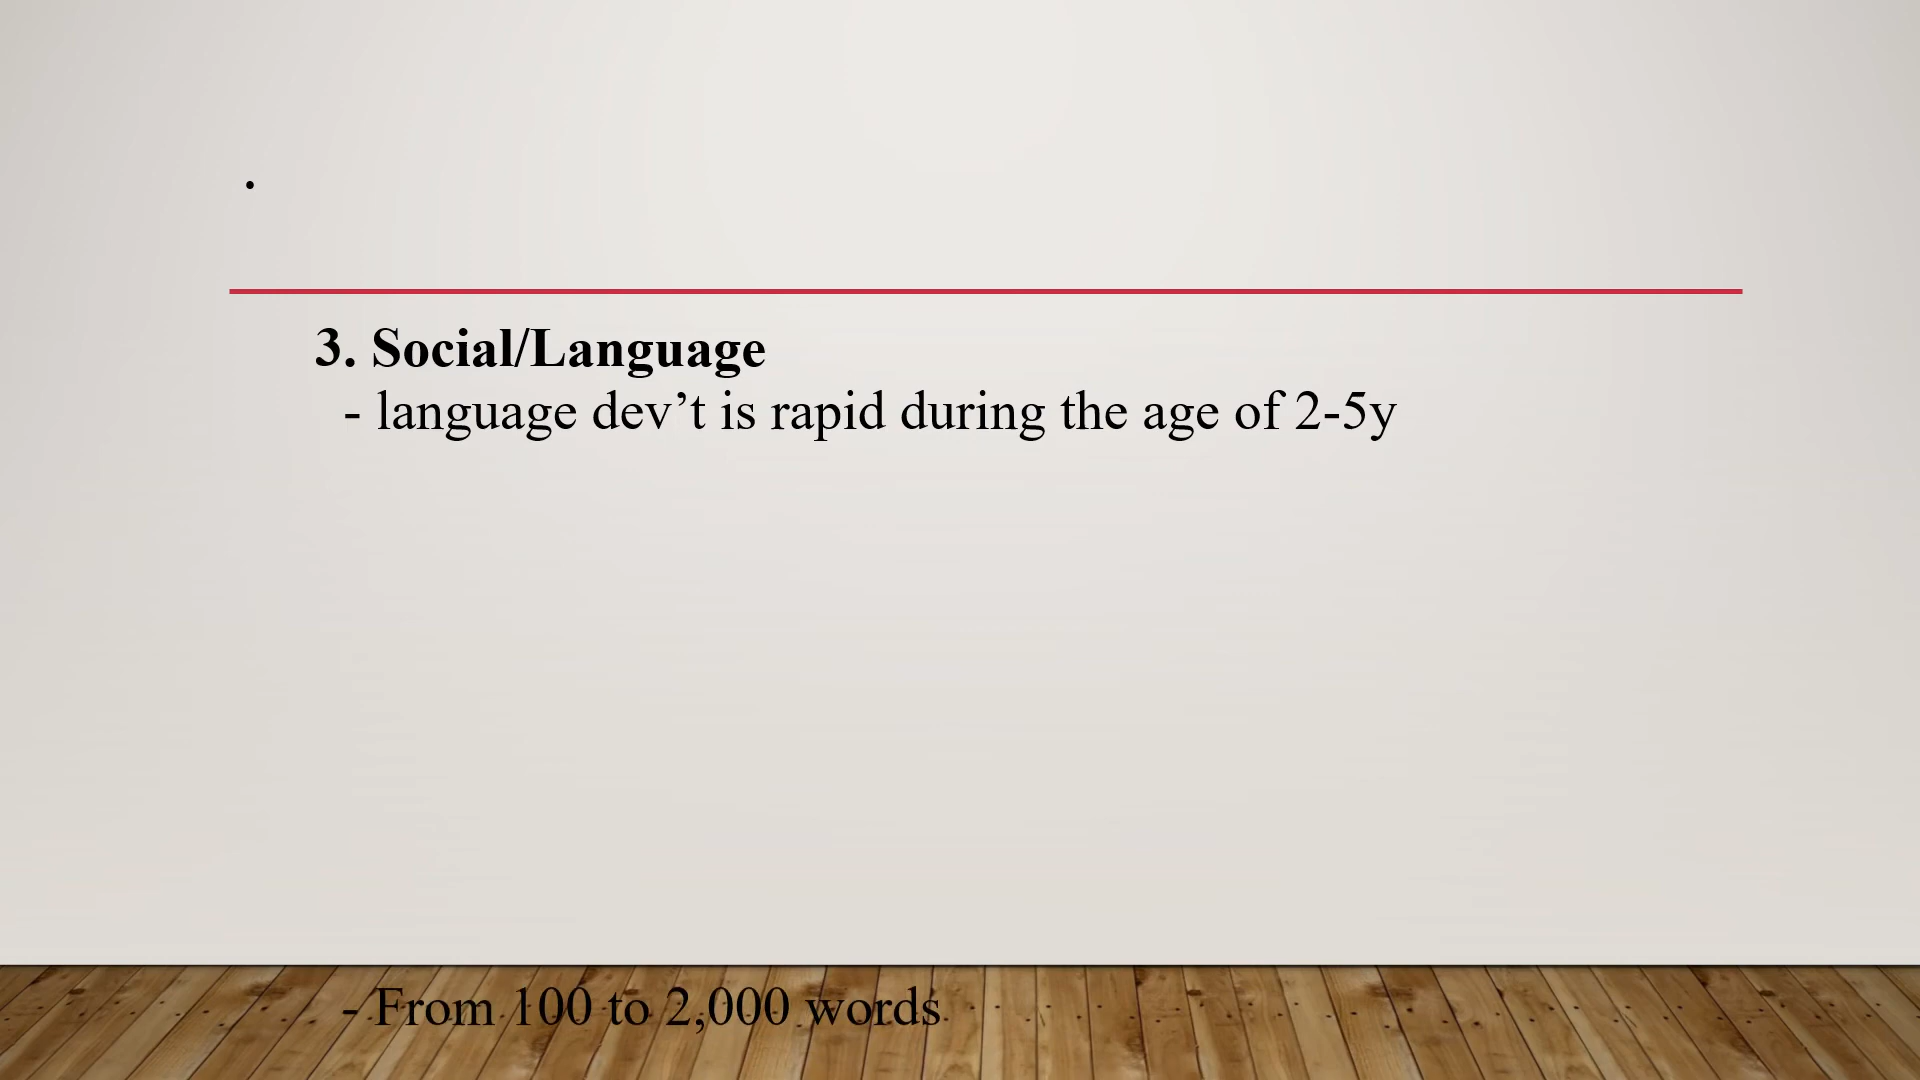 .
3. Social/Language
- language dev’t is rapid during the age of 2-5y
- From 100 to 2,000 words